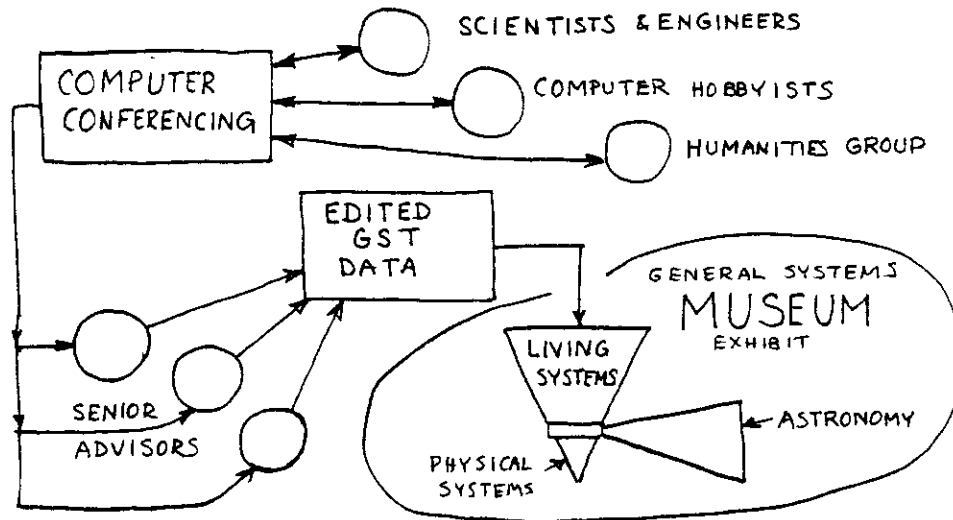 SCIENTISTS & ENGINEERS
COMPUTER
CONFERENCING
COMPUTER HOBBYISTS
HUMANITIES GROUP
EDITED
GST
DATA
GENERAL SYSTEMS
MUSEUM
EXHIBIT
LIVING
SYSTEMS
SENIOR
ADVISORS
ASTRONOMY
PHYSICAL
SYSTEMS